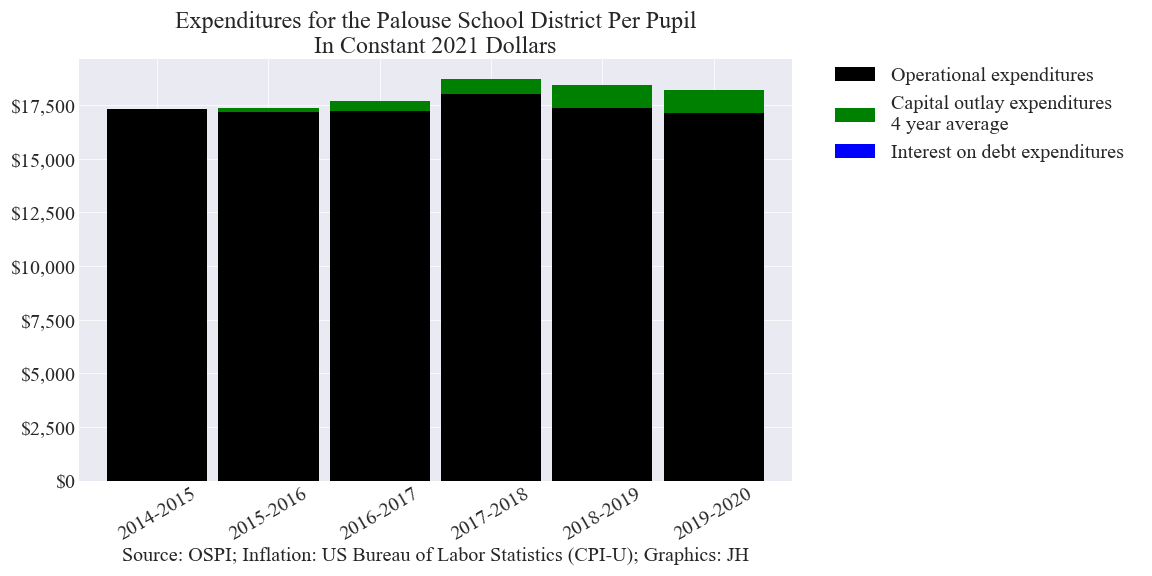 Expenditures for the Palouse School District Per Pupil
In Constant 2021 Dollars
Operational expenditures
Capital outlay expenditures
4 year average
Interest on debt expenditures
$17,500
$15,000
$12,500
$10,000
$7,500
$5,000
$2,500
$0
2014-2015
2015-2016
2016-2017
2017-2018
2018-2019
2019-2020
Source: OSPI; Inflation: US Bureau of Labor Statistics (CPI-U); Graphics: JH